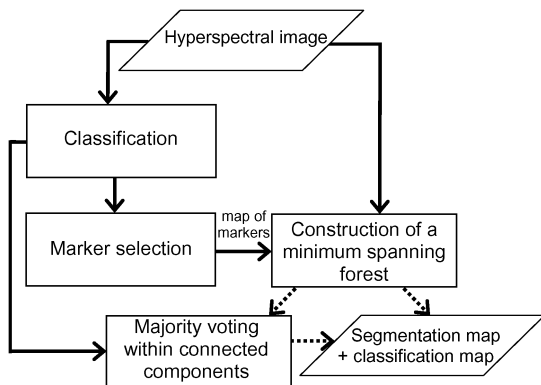 Hyperspectral image
Classification
Marker selection
map of
markers
Construction of a
minimum spanning
forest
Majority voting
within connected
components
Segmentation map
+ classification map